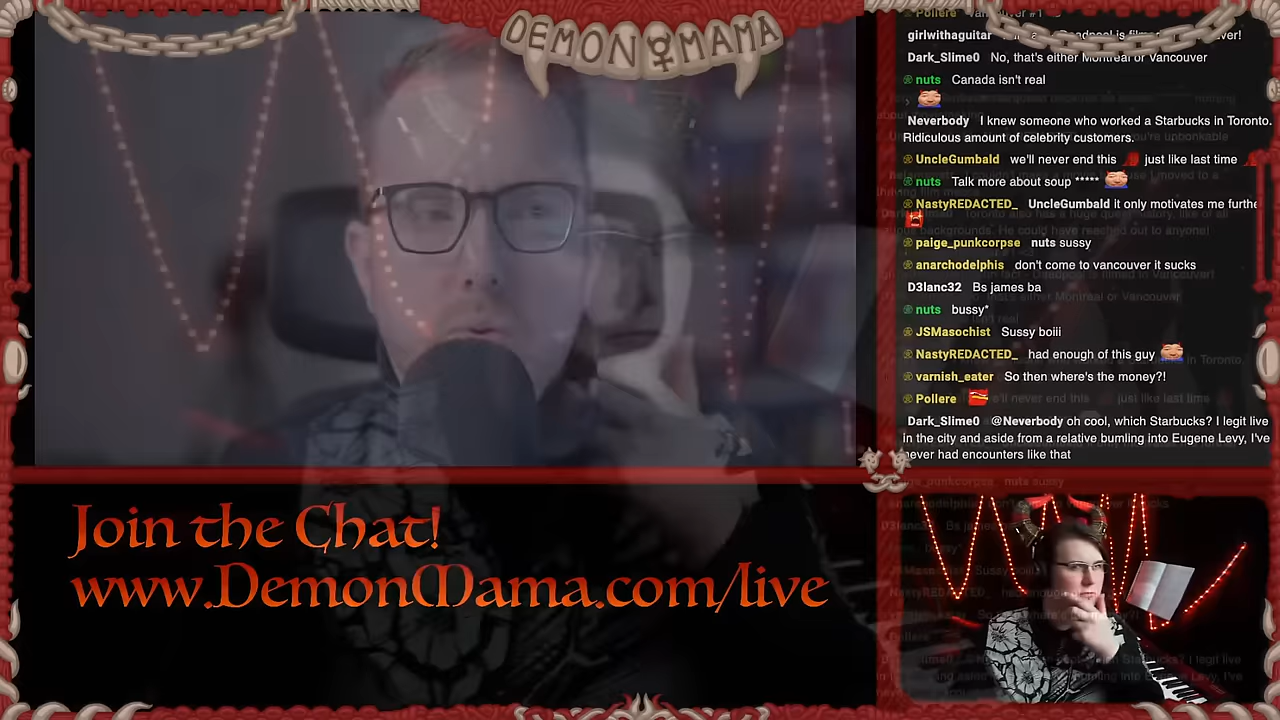 DEMON MAMA
Pollere
girlwithaguitar
Dark_Slime0 No, that's either Montreal or Vancouver
nuts Canada isn't real
Neverbody I knew someone who worked a Starbucks in Toronto.
Ridiculous amount of celebrity customers.
UncleGumbald we'll never end this just like last time
nuts Talk more about soup *****
NastyREDACTED_ UncleGumbald it only motivates me furthe
paige_punkcorpse nuts sussy
anarchodelphis don't come to vancouver it sucks
D3lanc32 Bs james ba
nuts bussy*
JSMasochist Sussy boiii
NastyREDACTED_ had enough of this guy
varnish_eater So then where's the money?!
Pollere
Dark_Slime0 @Neverbody oh cool, which Starbucks? I legit live
in the city and aside from a relative bumling into Eugene Levy, I've
never had encounters like that
Join the Chat!
www.DemonMama.com/live